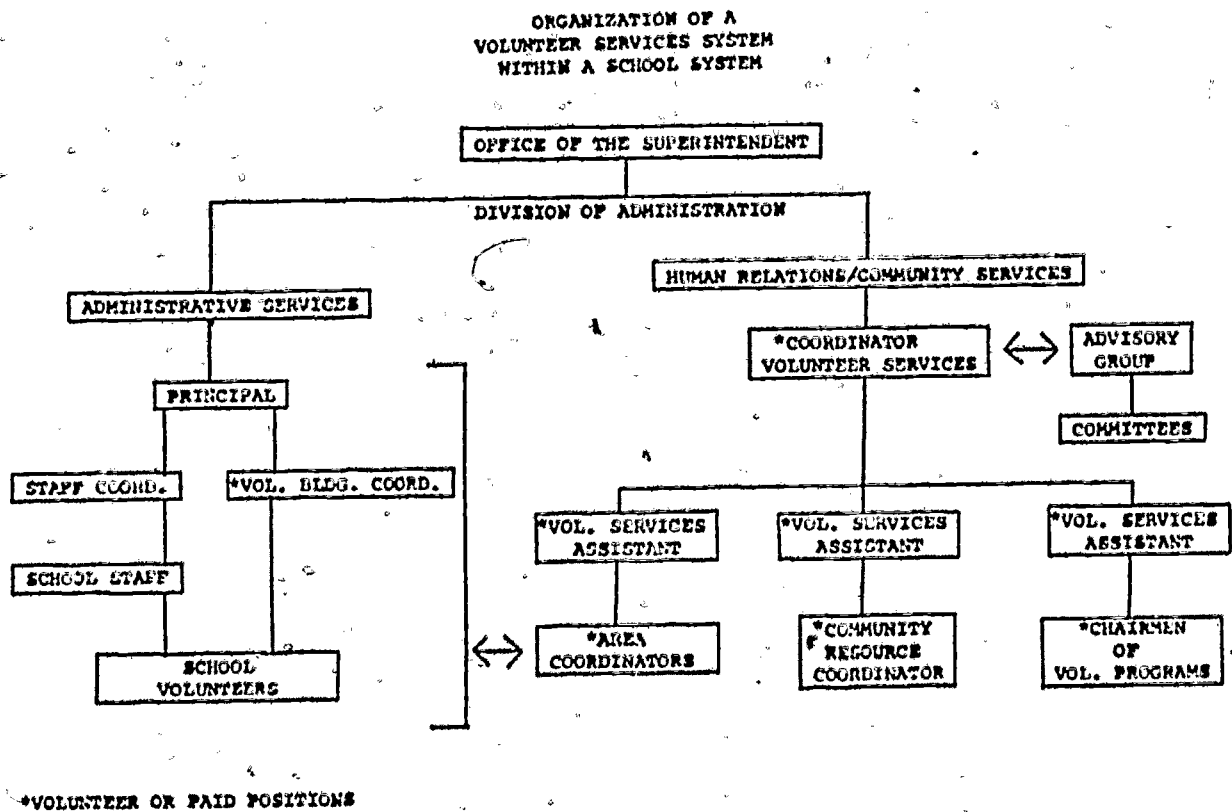 ORGANIZATION OF A
VOLUNTEER SERVICES SYSTEM
WITHIN A SCHOOL SYSTEM
OFFICE OF THE SUPERINTENDENT
DIVISION OF ADMINISTRATION
HUMAN RELATIONS/COMMUNITY SERVICES
ADMINISTRATIVE SERVICES
*COORDINATOR
VOLUNTEER SERVICES
ADVISORY
GROUP
PRINCIPAL
COMMITTEES
STAFF COORD.
*VOL. BLDG. COORD.
*VOL. SERVICES
ASSISTANT
*VOL. SERVICES
ASSISTANT
*VOL. SERVICES
ASSISTANT
SCHOOL STAFF
SCHOOL
VOLUNTEERS
*AREA
COORDINATORS
*COMMUNITY
RESOURCE
COORDINATOR
*CHAIRMEN
OF
VOL. PROGRAMS
*VOLUNTEER OR PAID POSITIONS